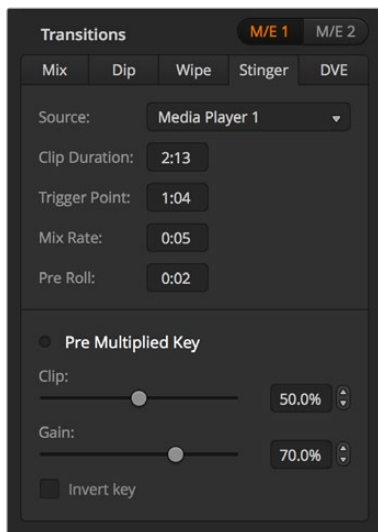 Transitions M/E 1 M/E 2
Mix Dip Wipe Stinger DVE
Source: Media Player 1
Clip Duration: 2:13
Trigger Point: 1:04
Mix Rate: 0:05
Pre Roll: 0:02
Pre Multiplied Key
Clip:
50.0%
Gain:
70.0%
Invert key